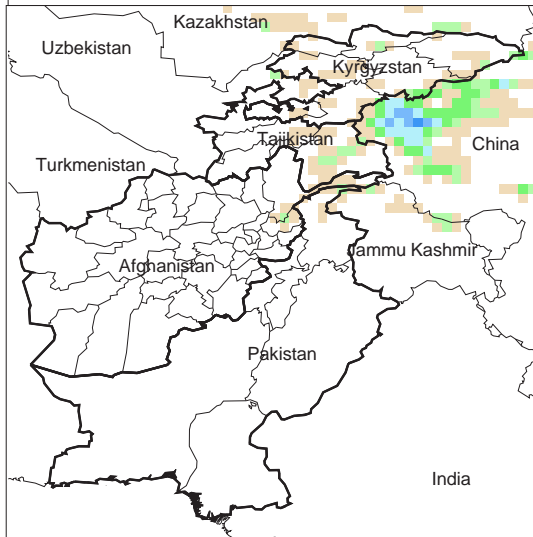 Kazakhstan
Uzbekistan
Kyrgyzstan
Tajikistan
China
Turkmenistan
Jammu Kashmir
Afghanistan
Pakistan
India